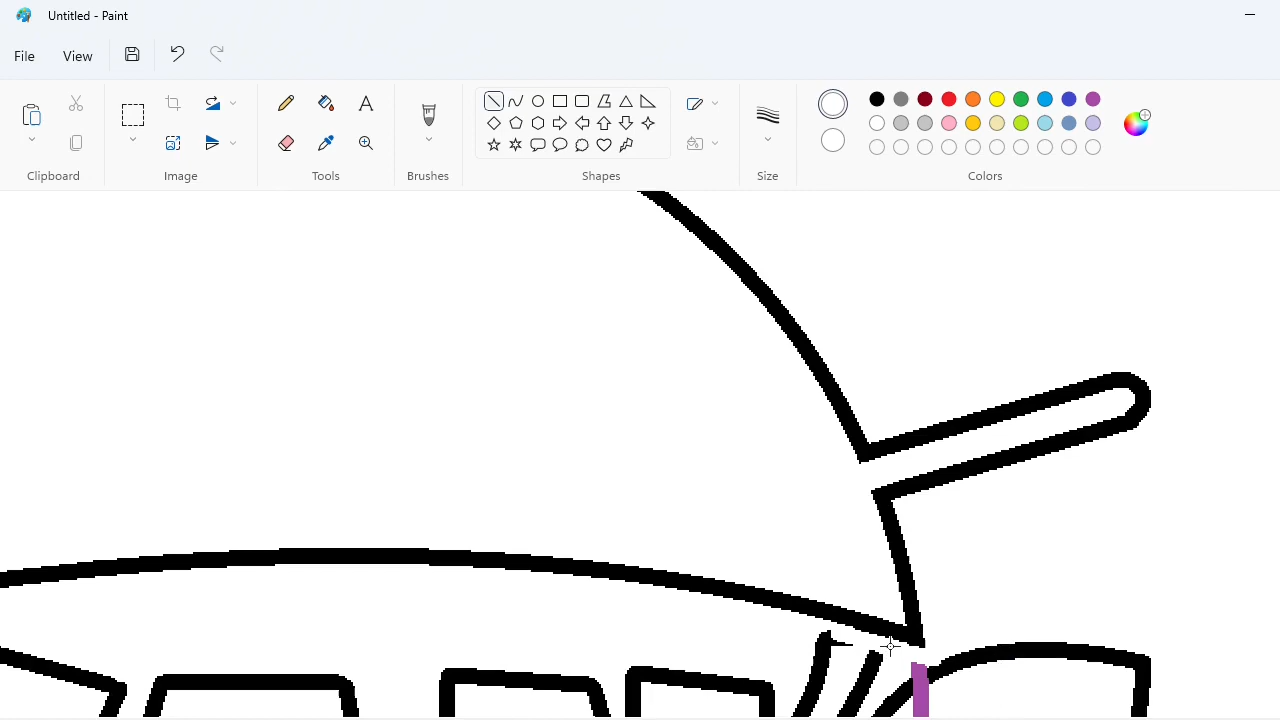 Untitled - Paint
File View
A
Clipboard Image Tools Brushes Shapes Size Colors